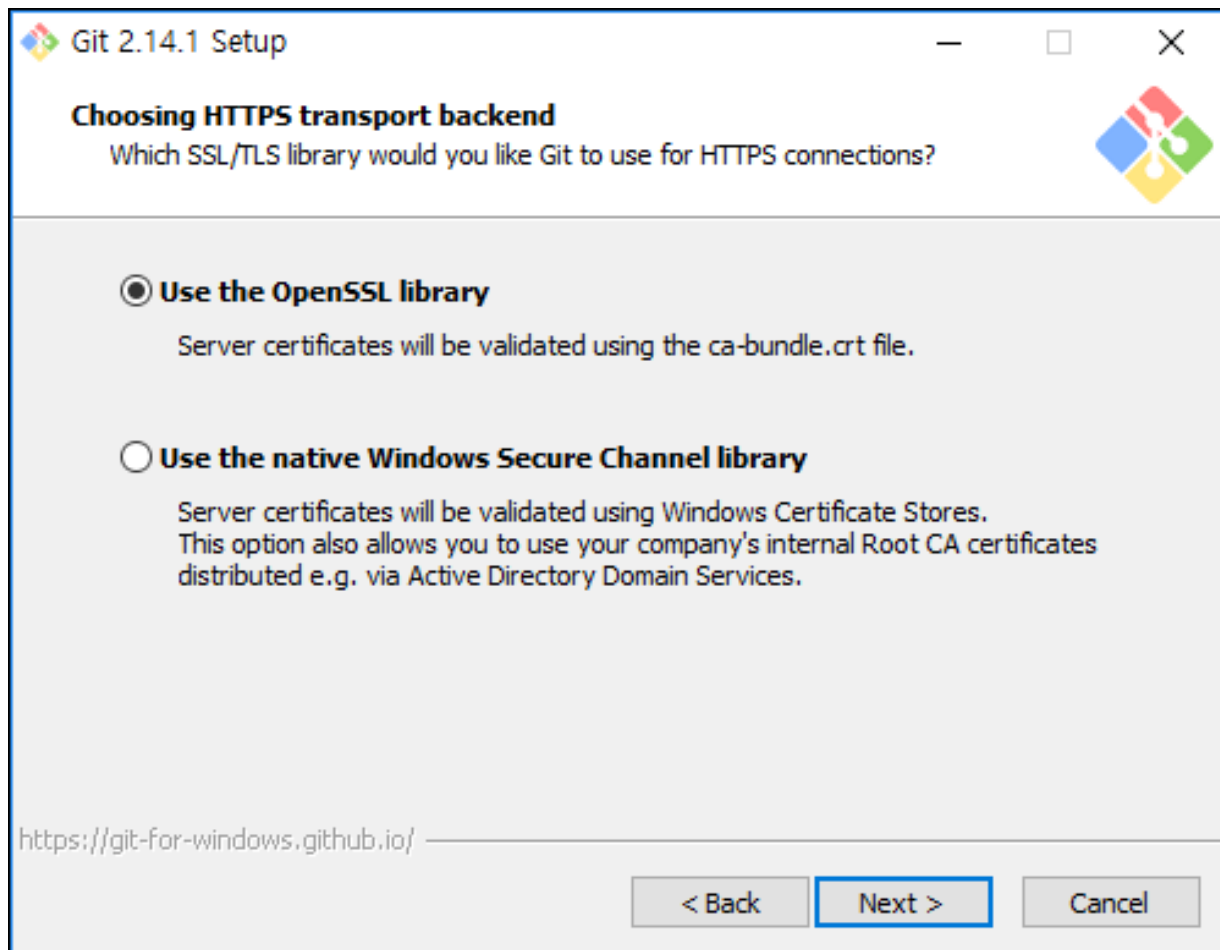 Git 2.14.1 Setup
Choosing HTTPS transport backend
Which SSL/TLS library would you like Git to use for HTTPS connections?
Use the OpenSSL library
Server certificates will be validated using the ca-bundle.crt file.
Use the native Windows Secure Channel library
Server certificates will be validated using Windows Certificate Stores.
This option also allows you to use your company's internal Root CA certificates
distributed e.g. via Active Directory Domain Services.
https://git-for-windows.github.io/
< Back Next > Cancel